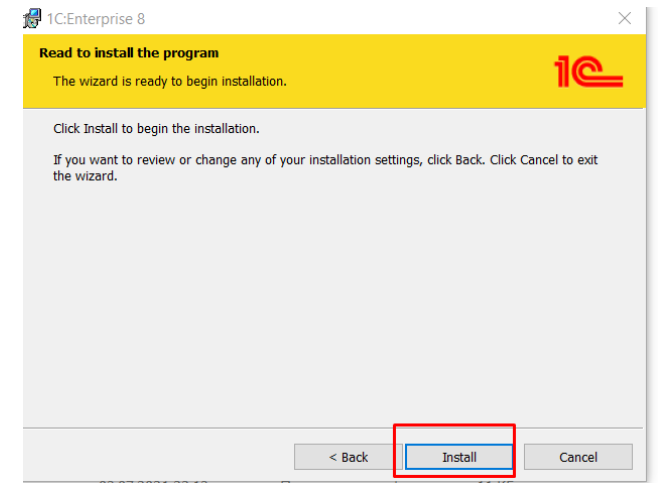 1C:Enterprise 8
Read to install the program
The wizard is ready to begin installation.
1C
Click Install to begin the installation.
If you want to review or change any of your installation settings, click Back. Click Cancel to exit
the wizard.
< Back
Install
Cancel